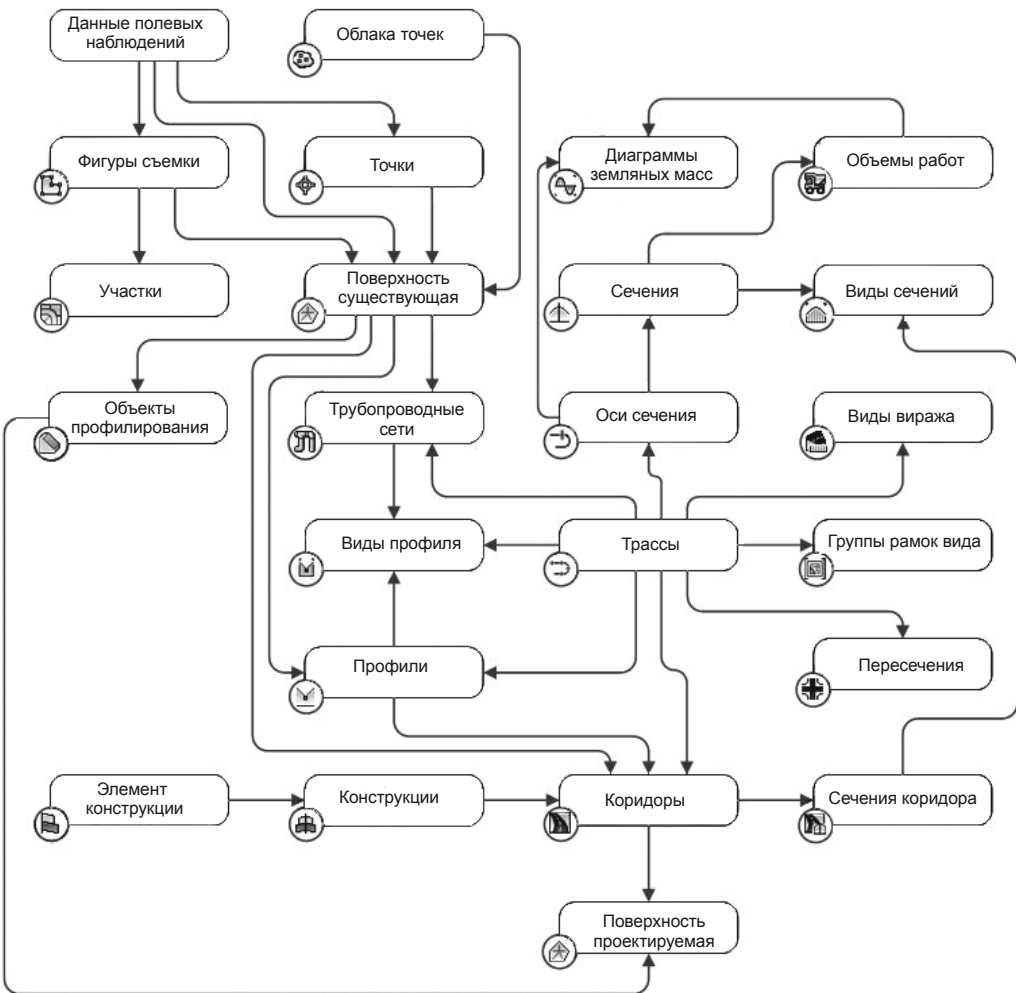 Данные полевых
наблюдений
Облака точек
Фигуры съемки
Точки
Диаграммы
земляных масс
Объемы работ
Участки
Поверхность
существующая
Сечения
Виды сечений
Объекты
профилирования
Трубопроводные
сети
Оси сечения
Виды виража
Виды профиля
Трассы
Группы рамок вида
Профили
Пересечения
Элемент
конструкции
Конструкции
Коридоры
Сечения коридора
Поверхность
проектируемая